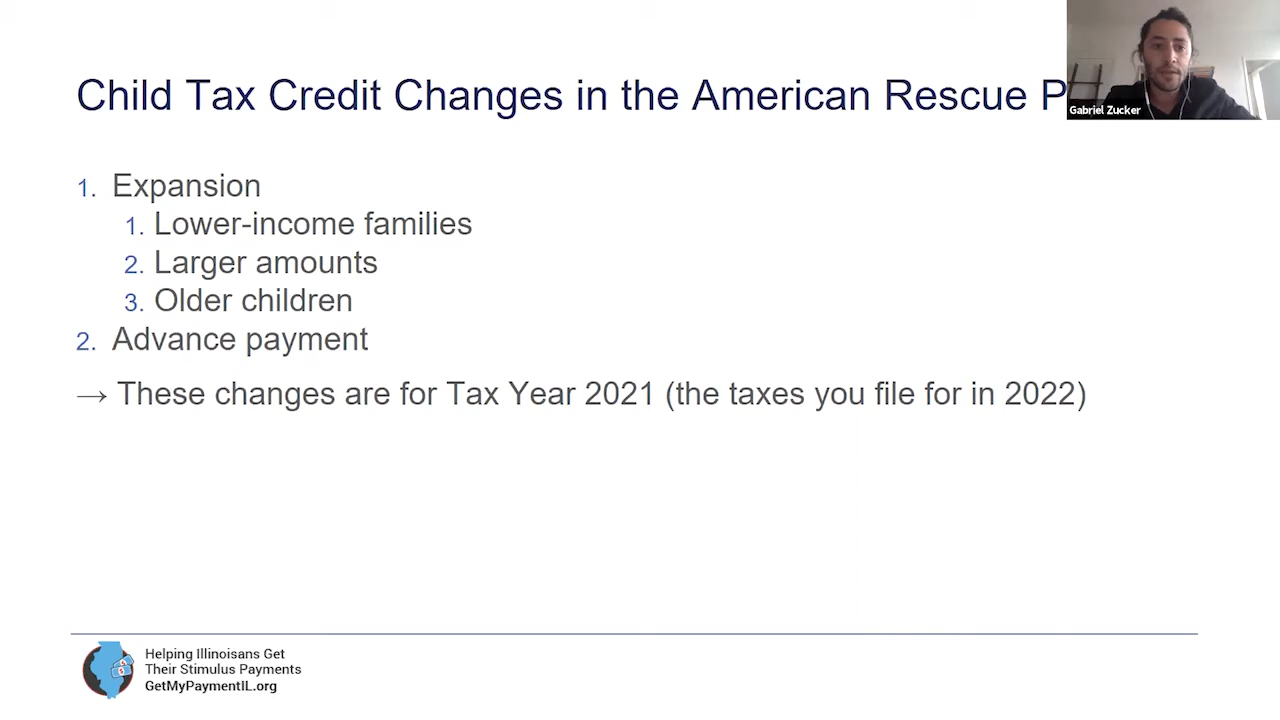 Child Tax Credit Changes in the American Rescue P
Gabriel Zucker
1. Expansion
1. Lower-income families
2. Larger amounts
3. Older children
2. Advance payment
→ These changes are for Tax Year 2021 (the taxes you file for in 2022)
Helping Illinoisans Get
Their Stimulus Payments
GetMyPaymentIL.org